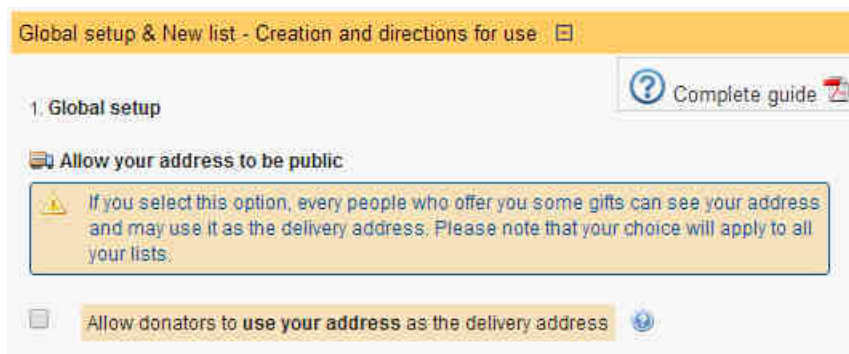 Global setup & New list - Creation and directions for use
Complete guide
1. Global setup
Allow your address to be public
If you select this option, every people who offer you some gifts can see your address
and may use it as the delivery address. Please note that your choice will apply to all
your lists.
Allow donators to use your address as the delivery address